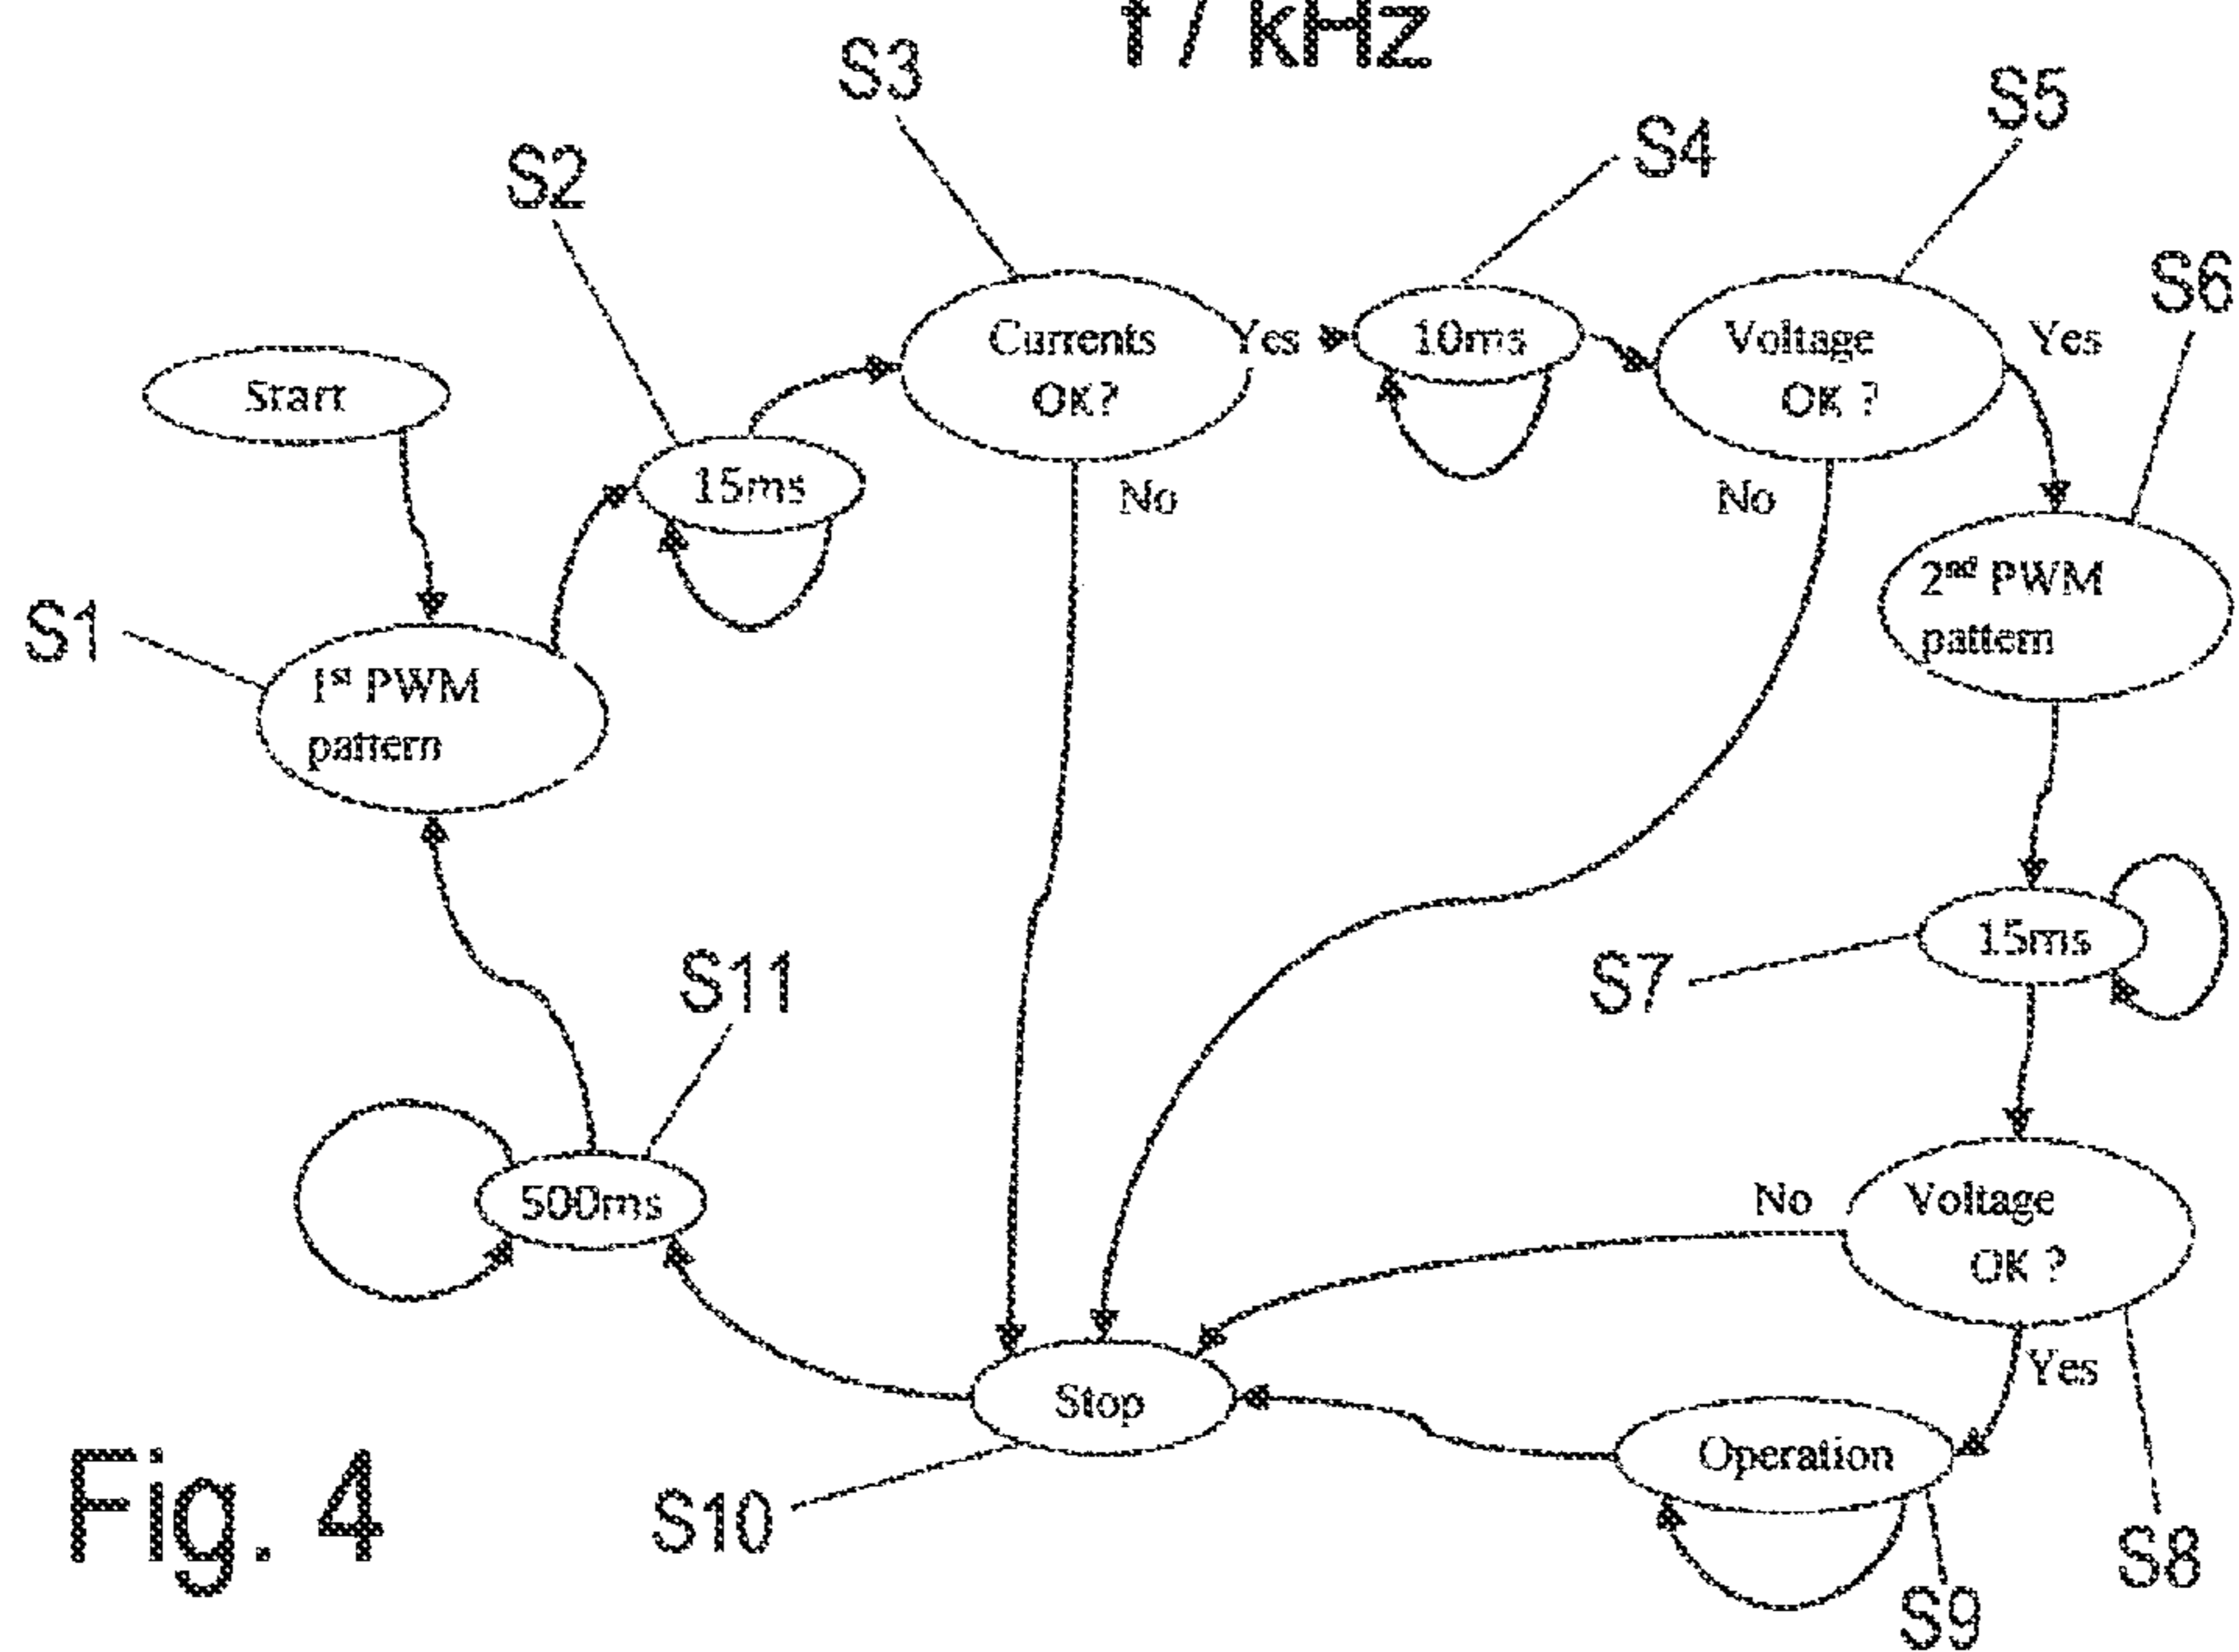 f / kHz
S3
S5
S4
S2
S6
Currents
OK?
Yes
10ms
Voltage
OK ?
Yes
Start
15ms
No
No
2nd PWM
pattern
S1
1st PWM
pattern
15ms
S7
S11
500ms
No
Voltage
OK ?
Yes
Stop
Operation
Fig. 4
S10
S8
S9